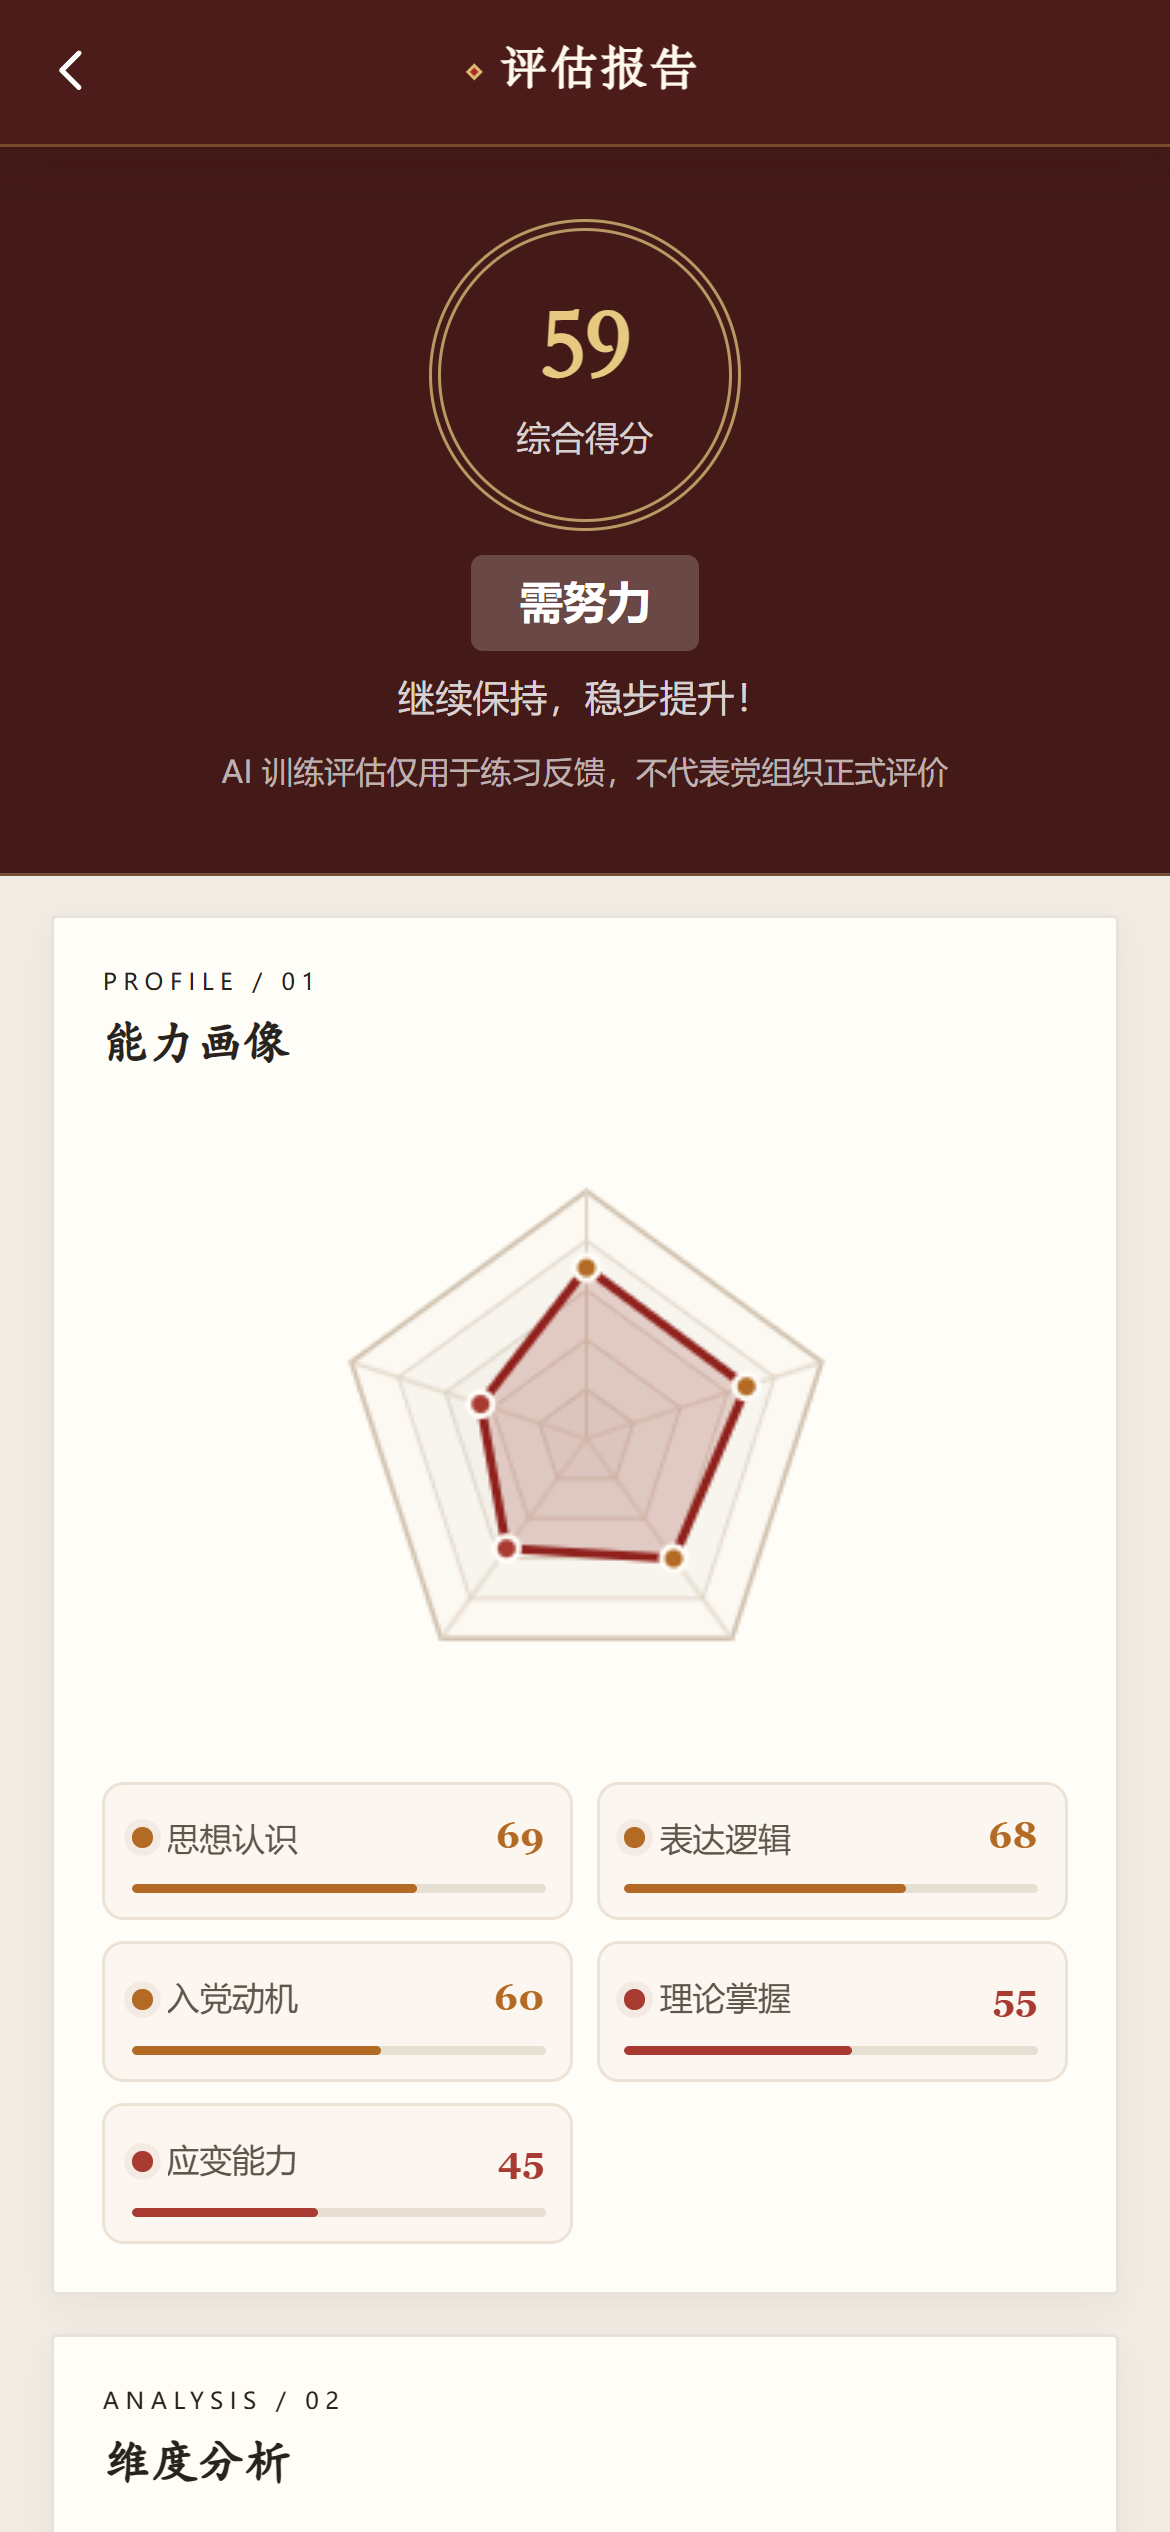 评估报告
59
综合得分
需努力
继续保持，稳步提升！
AI 训练评估仅用于练习反馈，不代表党组织正式评价
PROFILE / 01
能力画像
思想认识 69
表达逻辑 68
入党动机 60
理论掌握 55
应变能力 45
ANALYSIS / 02
维度分析